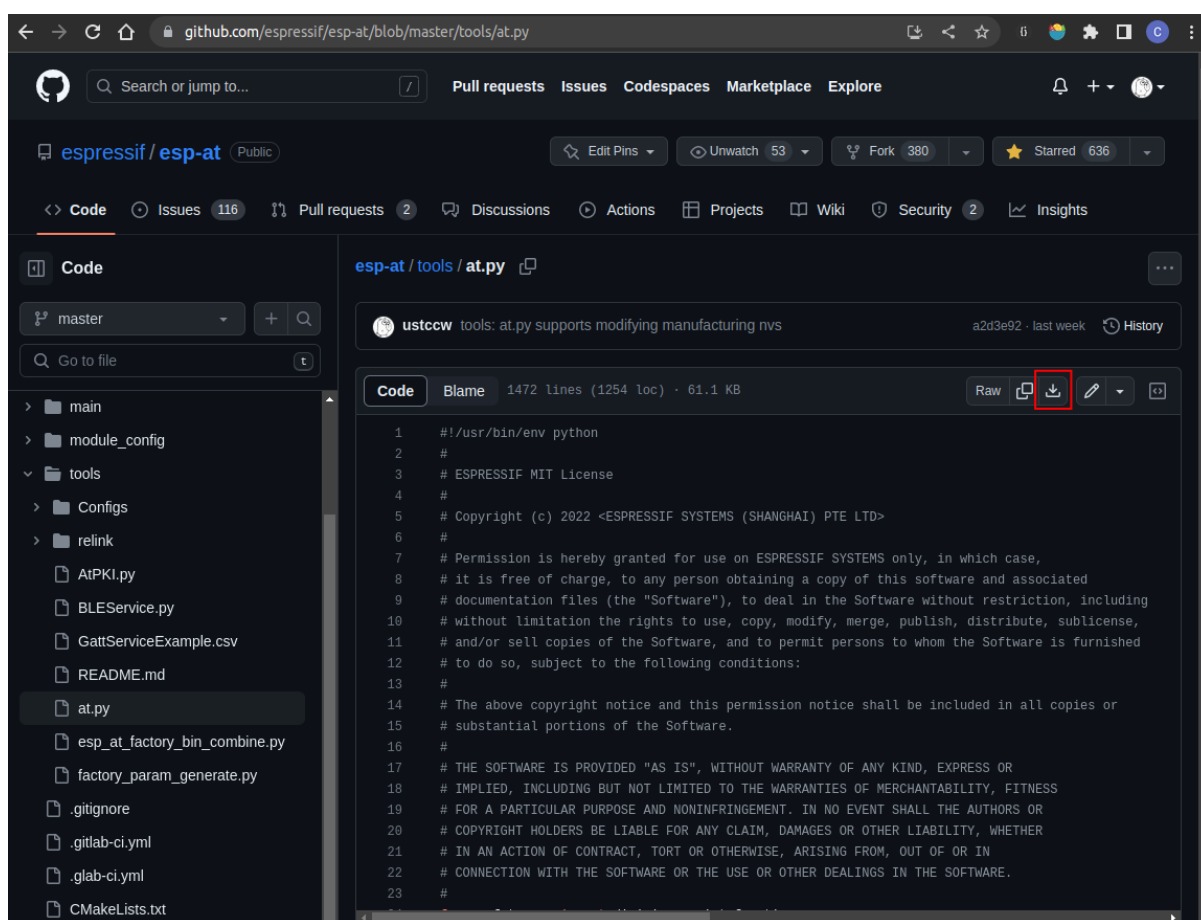 github.com/espressif/esp-at/blob/master/tools/at.py
C
Search or jump to...
/
Pull requests Issues Codespaces Marketplace Explore
espressif / esp-at Public
Edit Pins
Unwatch 53
Fork 380
Starred 636
<> Code
Issues 116
Pull requests 2
Discussions
Actions
Projects
Wiki
Security 2
Insights
Code
master
Go to file
t
main
module_config
tools
Configs
relink
AtPKI.py
BLEService.py
GattServiceExample.csv
README.md
at.py
esp_at_factory_bin_combine.py
factory_param_generate.py
.gitignore
.gitlab-ci.yml
.glab-ci.yml
CMakeLists.txt
esp-at / tools / at.py
ustccw tools: at.py supports modifying manufacturing nvs
a2d3e92 · last week History
Code Blame 1472 lines (1254 loc) · 61.1 KB
Raw
1 #!/usr/bin/env python
2 #
3 # ESPRESSIF MIT License
4 #
5 # Copyright (c) 2022 <ESPRESSIF SYSTEMS (SHANGHAI) PTE LTD>
6 #
7 # Permission is hereby granted for use on ESPRESSIF SYSTEMS only, in which case,
8 # it is free of charge, to any person obtaining a copy of this software and associated
9 # documentation files (the "Software"), to deal in the Software without restriction, including
10 # without limitation the rights to use, copy, modify, merge, publish, distribute, sublicense,
11 # and/or sell copies of the Software, and to permit persons to whom the Software is furnished
12 # to do so, subject to the following conditions:
13 #
14 # The above copyright notice and this permission notice shall be included in all copies or
15 # substantial portions of the Software.
16 #
17 # THE SOFTWARE IS PROVIDED "AS IS", WITHOUT WARRANTY OF ANY KIND, EXPRESS OR
18 # IMPLIED, INCLUDING BUT NOT LIMITED TO THE WARRANTIES OF MERCHANTABILITY, FITNESS
19 # FOR A PARTICULAR PURPOSE AND NONINFRINGEMENT. IN NO EVENT SHALL THE AUTHORS OR
20 # COPYRIGHT HOLDERS BE LIABLE FOR ANY CLAIM, DAMAGES OR OTHER LIABILITY, WHETHER
21 # IN AN ACTION OF CONTRACT, TORT OR OTHERWISE, ARISING FROM, OUT OF OR IN
22 # CONNECTION WITH THE SOFTWARE OR THE USE OR OTHER DEALINGS IN THE SOFTWARE.
23 #